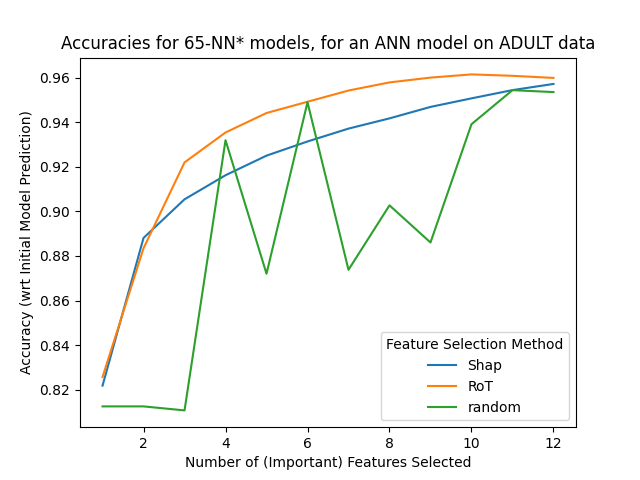 Accuracies for 65-NN* models, for an ANN model on ADULT data
Accuracy (wrt Initial Model Prediction)
0.96
0.94
0.92
0.90
0.88
0.86
0.84
0.82
Feature Selection Method
Shap
RoT
random
2 4 6 8 10 12
Number of (Important) Features Selected